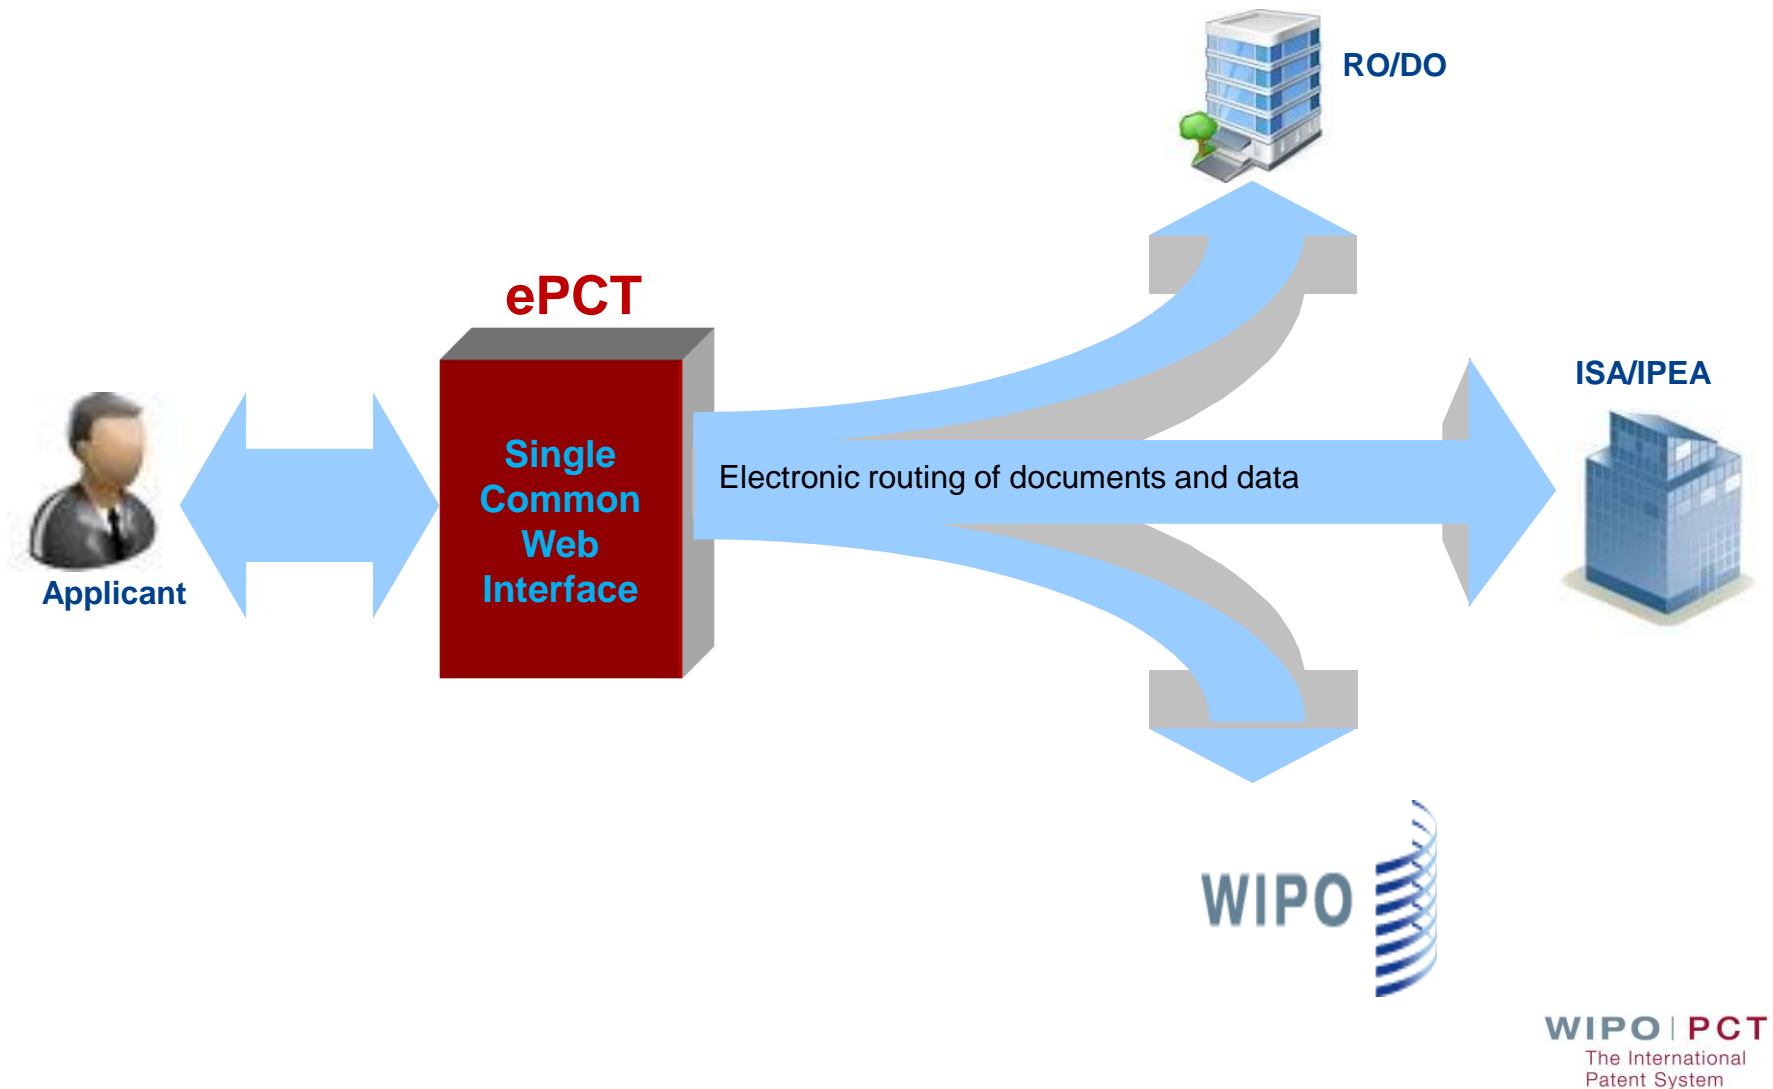 RO/DO
ePCT
ISA/IPEA
Single
Common
Web
Interface
Electronic routing of documents and data
Applicant
WIPO
WIPO | PCT
The International
Patent System